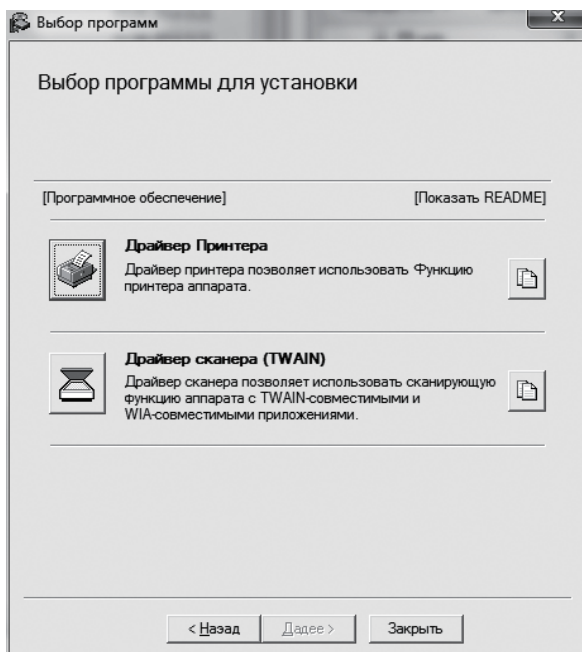 Выбор программ
x
Выбор программы для установки
[Программное обеспечение] [Показать README]
Драйвер Принтера
Драйвер принтера позволяет использовать Функцию
принтера аппарата.
Драйвер сканера (TWAIN)
Драйвер сканера позволяет использовать сканирующую
функцию аппарата с TWAIN-совместимыми и
WIA-совместимыми приложениями.
< Назад Далее > Закрыть